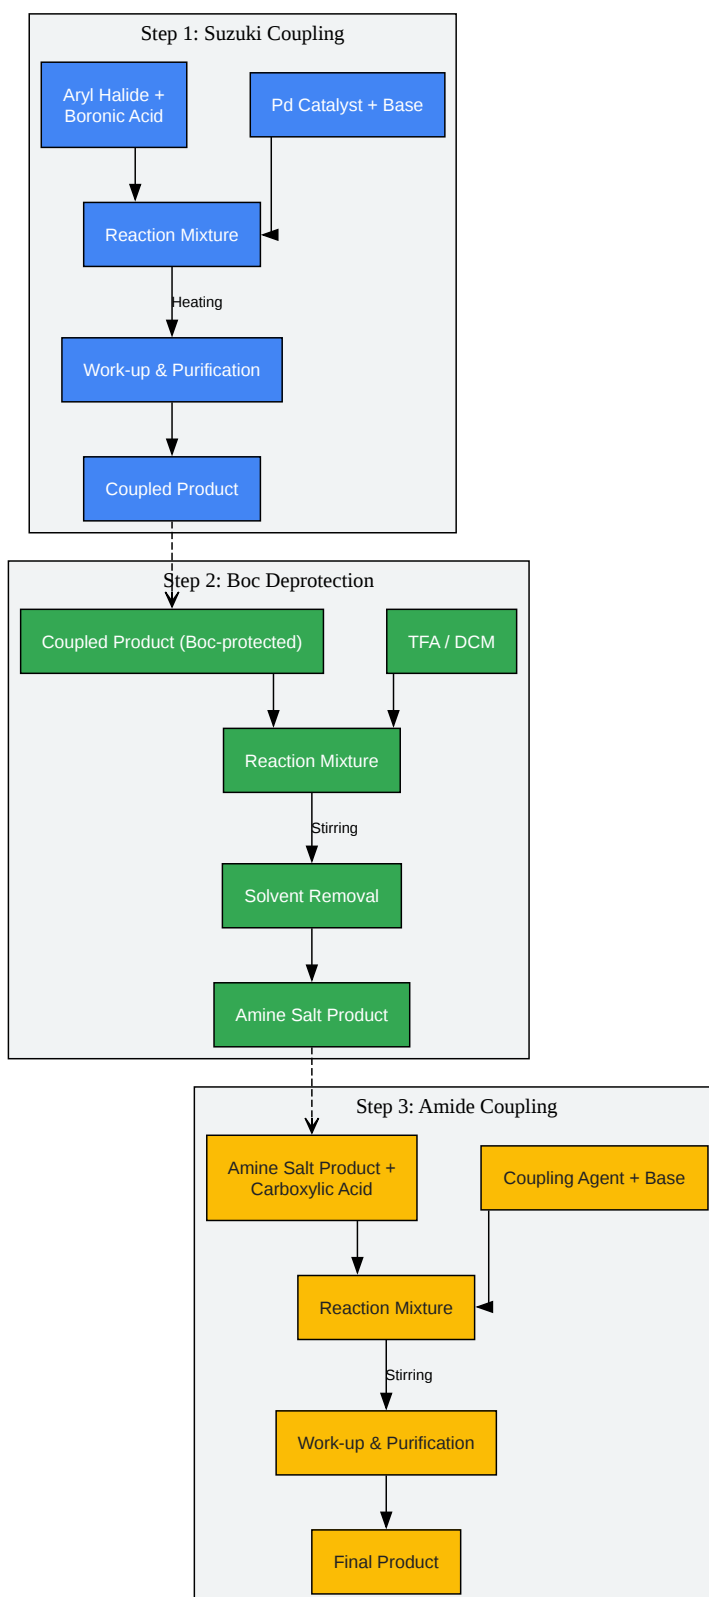 Step 1: Suzuki Coupling
Aryl Halide +
Boronic Acid
Pd Catalyst + Base
Reaction Mixture
Heating
Work-up & Purification
Coupled Product
Step 2: Boc Deprotection
Coupled Product (Boc-protected)
TFA / DCM
Reaction Mixture
Stirring
Solvent Removal
Amine Salt Product
Step 3: Amide Coupling
Amine Salt Product +
Carboxylic Acid
Coupling Agent + Base
Reaction Mixture
Stirring
Work-up & Purification
Final Product